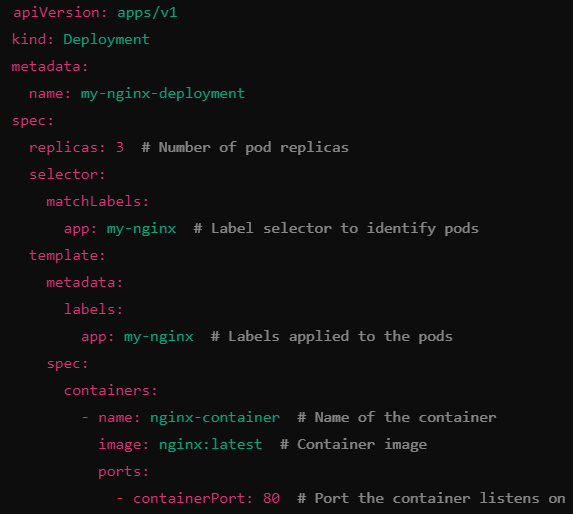 apiVersion: apps/v1
kind: Deployment
metadata:
  name: my-nginx-deployment
spec:
  replicas: 3  # Number of pod replicas
  selector:
    matchLabels:
      app: my-nginx  # Label selector to identify pods
  template:
    metadata:
      labels:
        app: my-nginx  # Labels applied to the pods
    spec:
      containers:
        - name: nginx-container  # Name of the container
          image: nginx:latest  # Container image
          ports:
            - containerPort: 80  # Port the container listens on